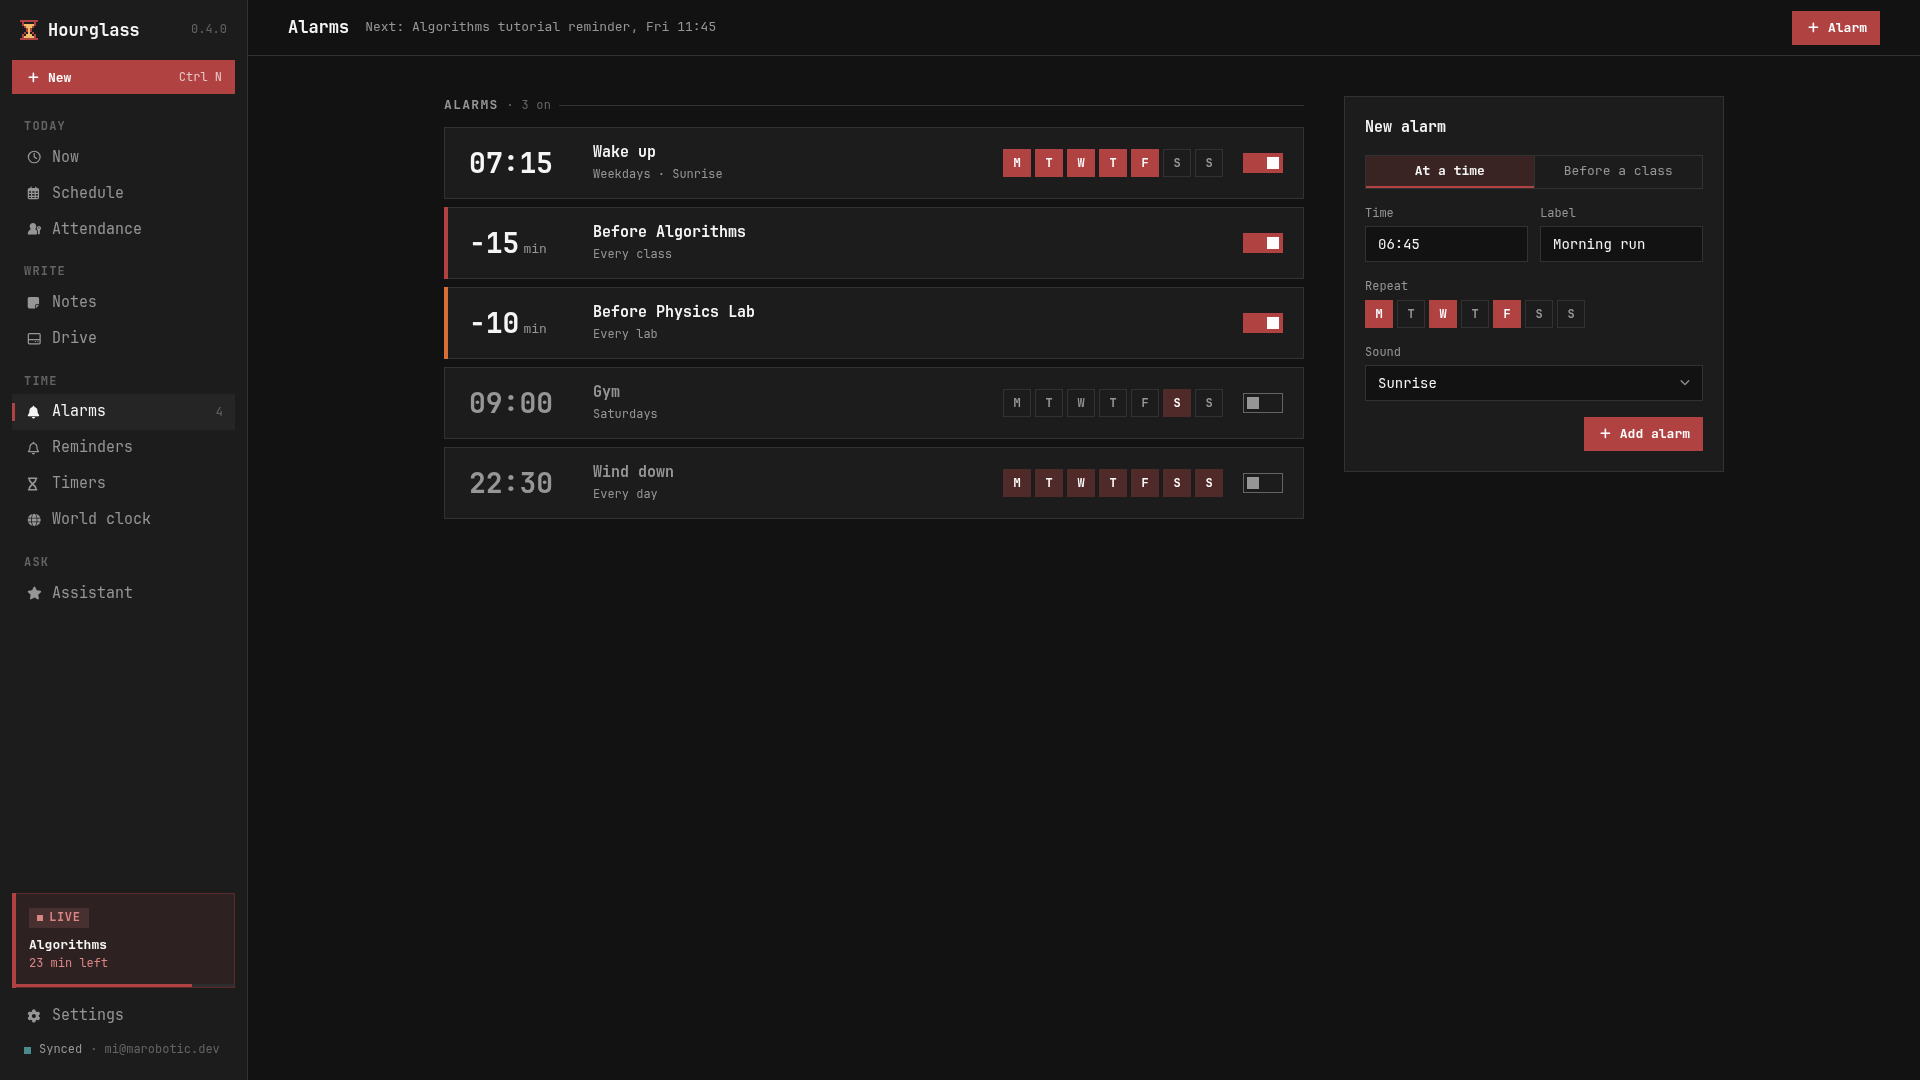 Hourglass 0.4.0
+ New Ctrl N
TODAY
Now
Schedule
Attendance
WRITE
Notes
Drive
TIME
Alarms 4
Reminders
Timers
World clock
ASK
Assistant
LIVE
Algorithms
23 min left
Settings
Synced · mi@marobotic.dev
Alarms Next: Algorithms tutorial reminder, Fri 11:45
+ Alarm
ALARMS · 3 on
07:15 Wake up M T W T F S S
Weekdays · Sunrise
-15 min Before Algorithms
Every class
-10 min Before Physics Lab
Every lab
09:00 Gym M T W T F S S
Saturdays
22:30 Wind down M T W T F S S
Every day
New alarm
At a time Before a class
Time Label
06:45 Morning run
Repeat
M T W T F S S
Sound
Sunrise
+ Add alarm